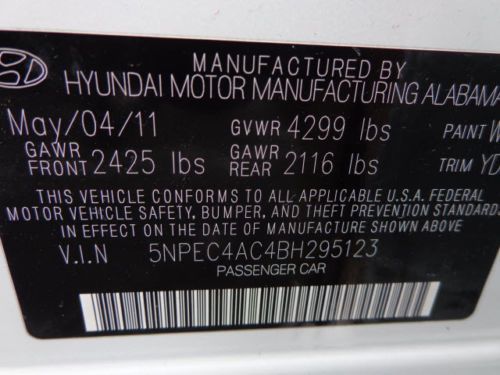 MANUFACTURED BY
HYUNDAI MOTOR MANUFACTURING ALABAMA
May/04/11 GVWR 4299 lbs PAINT W
GAWR FRONT 2425 lbs GAWR REAR 2116 lbs TRIM YD
THIS VEHICLE CONFORMS TO ALL APPLICABLE U.S.A. FEDERAL
MOTOR VEHICLE SAFETY, BUMPER, AND THEFT PREVENTION STANDARDS
IN EFFECT ON THE DATE OF MANUFACTURE SHOWN ABOVE
V.I.N 5NPEC4AC4BH295123
PASSENGER CAR